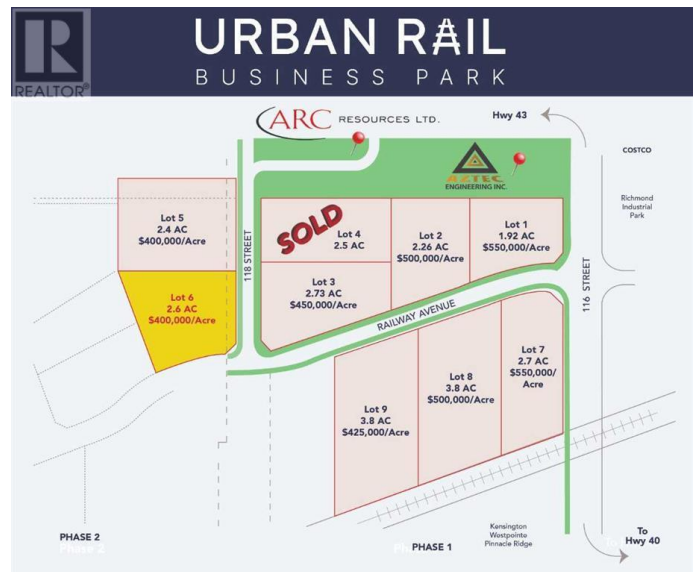 URBAN RAIL
BUSINESS PARK
R
REALTOR®
ARC RESOURCES LTD.
Hwy 43
COSTCO
AZTEC
ENGINEERING INC.
Richmond
Industrial
Park
Lot 5
2.4 AC
$400,000/Acre
118 STREET
SOLD
Lot 4
2.5 AC
Lot 2
2.26 AC
$500,000/Acre
Lot 1
1.92 AC
$550,000/Acre
Lot 6
2.6 AC
$400,000/Acre
Lot 3
2.73 AC
$450,000/Acre
RAILWAY AVENUE
116 STREET
Lot 7
2.7 AC
$550,000/
Acre
Lot 8
3.8 AC
$500,000/Acre
Lot 9
3.8 AC
$425,000/Acre
PHASE 2
Phase 2
PHASE 1
Kensington
Westpointe
Pinnacle Ridge
To
Hwy 40